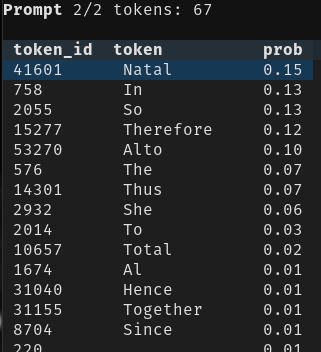 Prompt 2/2 tokens: 67
token_id token prob
41601 Natal 0.15
758 In 0.13
2055 So 0.13
15277 Therefore 0.12
53270 Alto 0.10
576 The 0.07
14301 Thus 0.07
2932 She 0.06
2014 To 0.03
10657 Total 0.02
1674 Al 0.01
31040 Hence 0.01
31155 Together 0.01
8704 Since 0.01
220 0.01